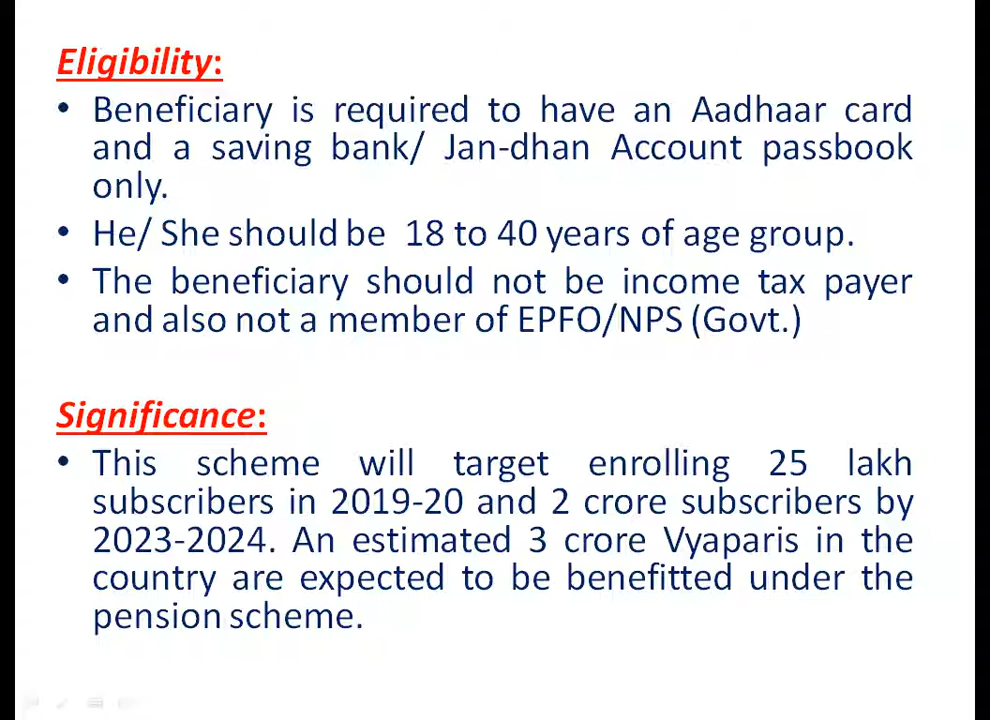 Eligibility:
• Beneficiary is required to have an Aadhaar card
and a saving bank/ Jan-dhan Account passbook
only.
• He/ She should be 18 to 40 years of age group.
• The beneficiary should not be income tax payer
and also not a member of EPFO/NPS (Govt.)
Significance:
• This scheme will target enrolling 25 lakh
subscribers in 2019-20 and 2 crore subscribers by
2023-2024. An estimated 3 crore Vyaparis in the
country are expected to be benefitted under the
pension scheme.